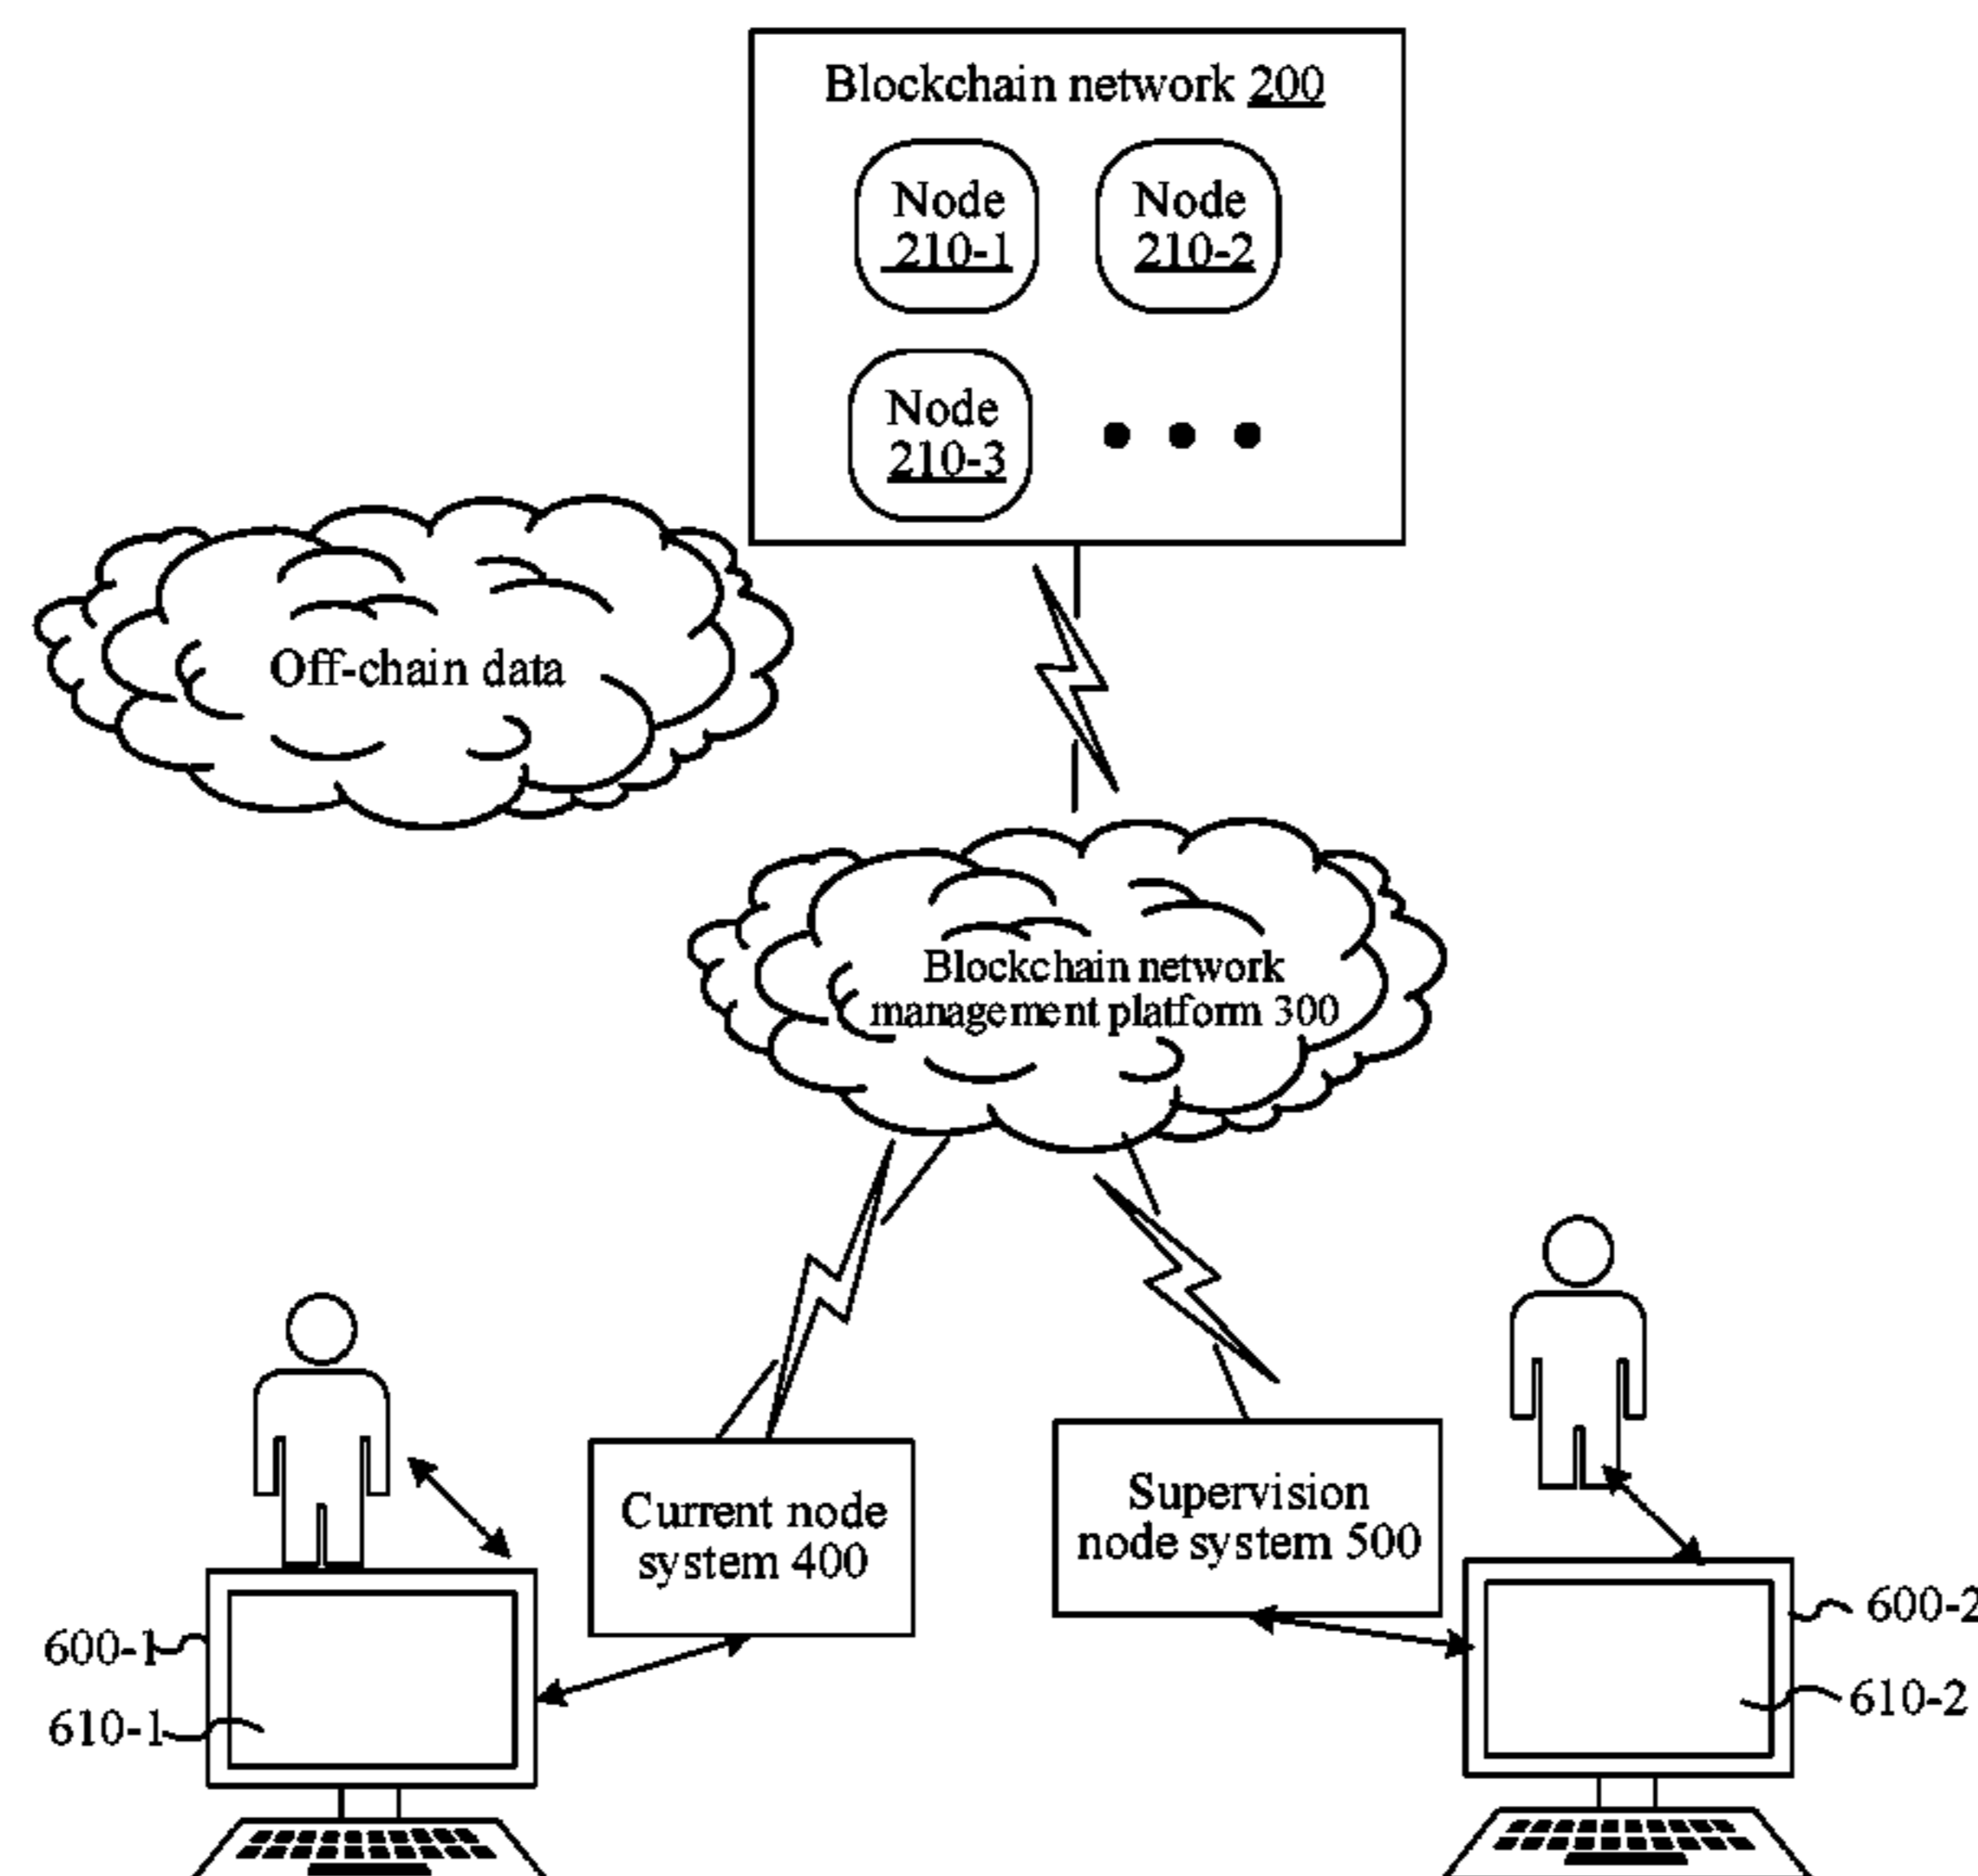 Blockchain network 200
Node
210-1
Node
210-2
Node
210-3
Off-chain data
Blockchain network
management platform 300
Current node
system 400
Supervision
node system 500
600-1
610-1
600-2
610-2